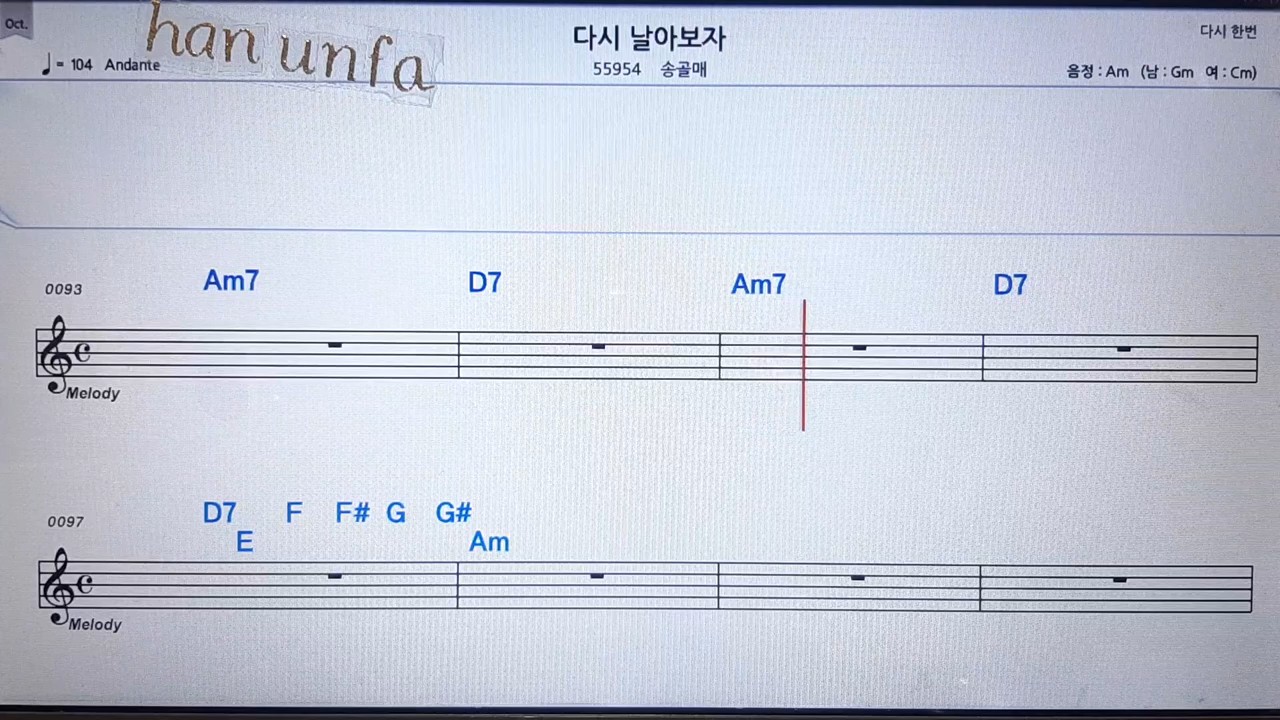 Oct.
han unfa
다시 날아보자
다시 한번
♩ = 104 Andante
55954 송골매
음정 : Am (남 : Gm 여 : Cm)
0093 Am7 D7 Am7 D7
Melody
0097 D7 E F F# G G# Am
Melody